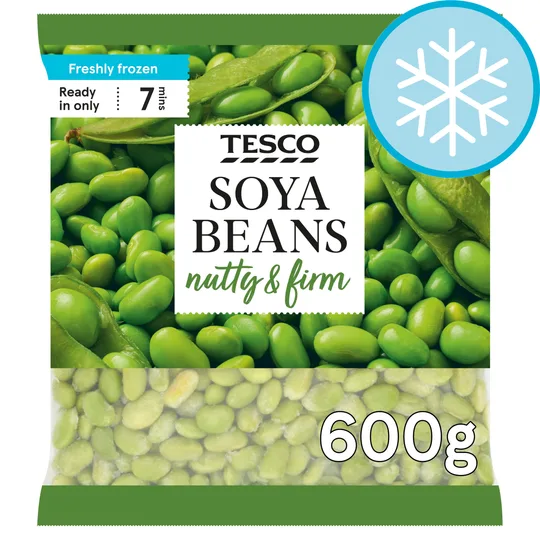 Freshly frozen
Ready
in only
7 mins
TESCO
SOYA
BEANS
nutty & firm
600g